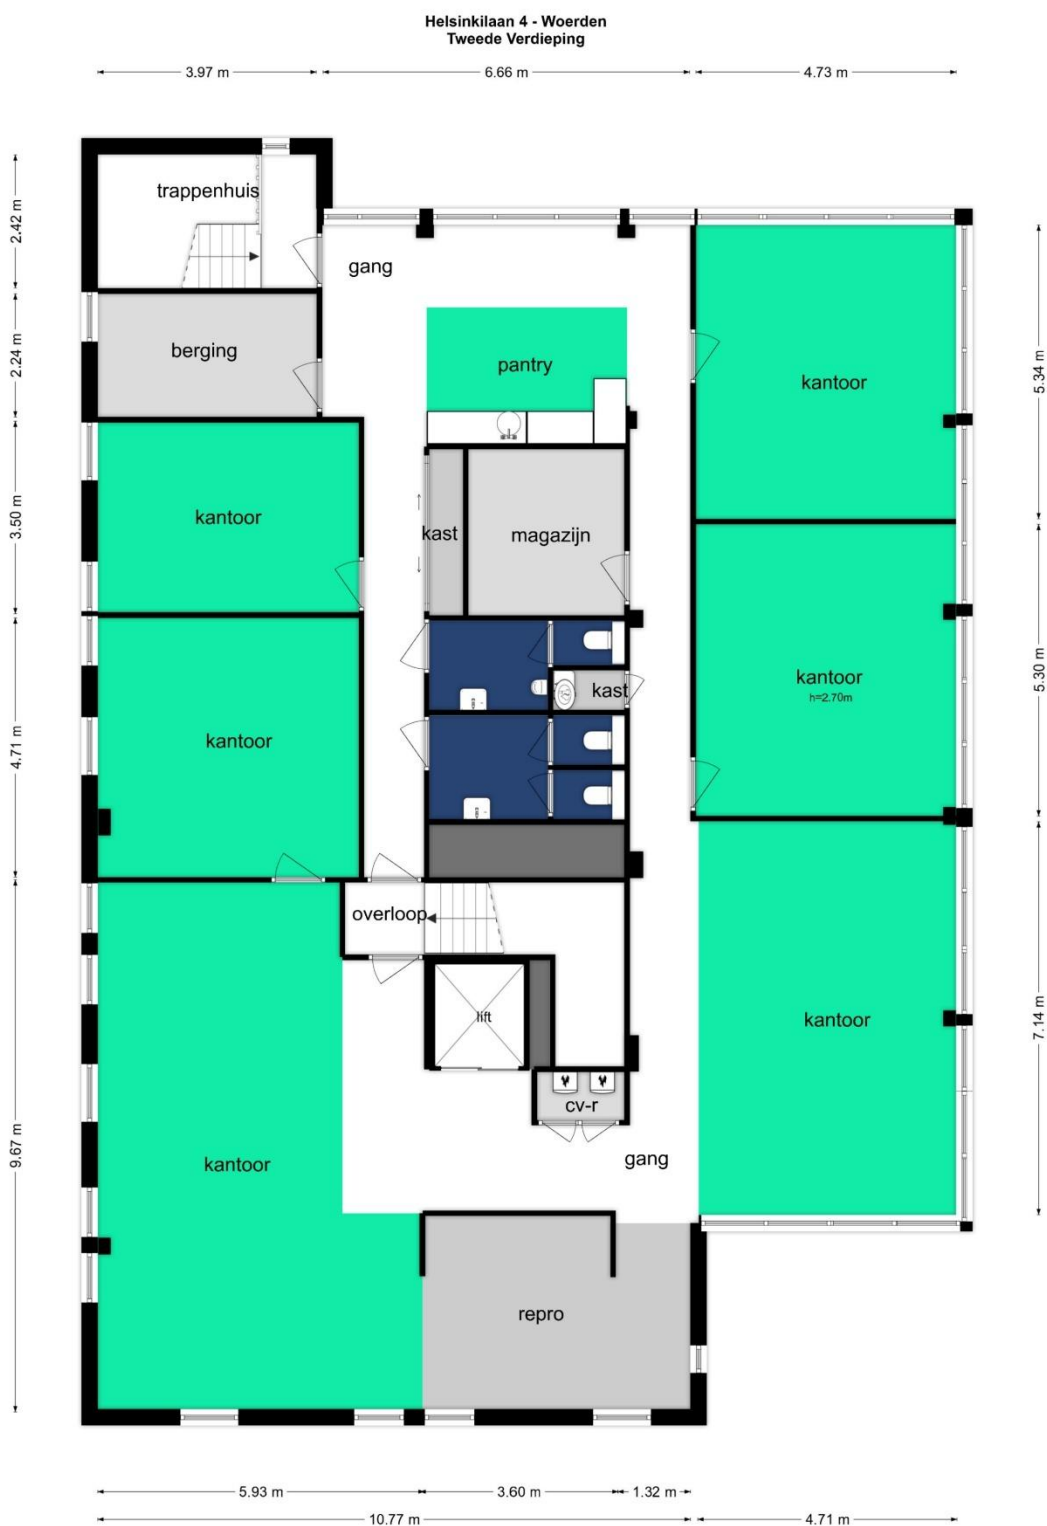 Helsinkilaan 4 - Woerden
Tweede Verdieping
3.97 m
6.66 m
4.73 m
trappenhuis
2.42 m
gang
berging
2.24 m
pantry
kantoor
5.34 m
kantoor
3.50 m
kast
magazijn
kantoor
h=2.70m
5.30 m
kast
kantoor
4.71 m
overloop
lift
kantoor
7.14 m
cv-r
gang
kantoor
9.67 m
repro
5.93 m
3.60 m
1.32 m
10.77 m
4.71 m